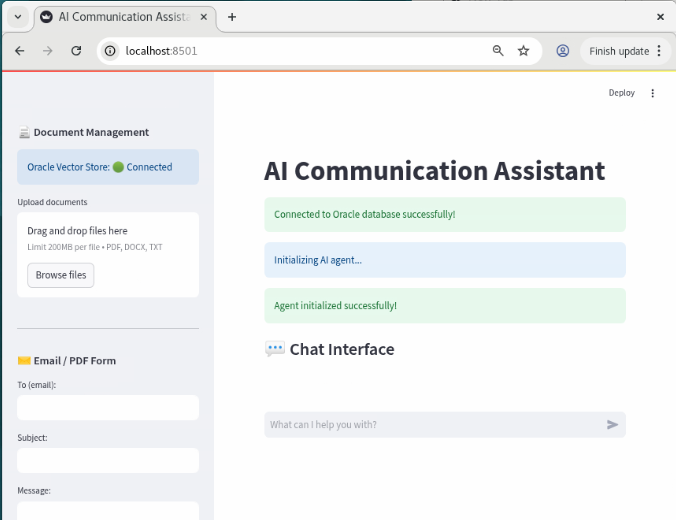 AI Communication Assista
localhost:8501
Finish update
Deploy
Document Management
Oracle Vector Store: Connected
Upload documents
Drag and drop files here
Limit 200MB per file • PDF, DOCX, TXT
Browse files
Email / PDF Form
To (email):
Subject:
Message:
AI Communication Assistant
Connected to Oracle database successfully!
Initializing AI agent...
Agent initialized successfully!
Chat Interface
What can I help you with?